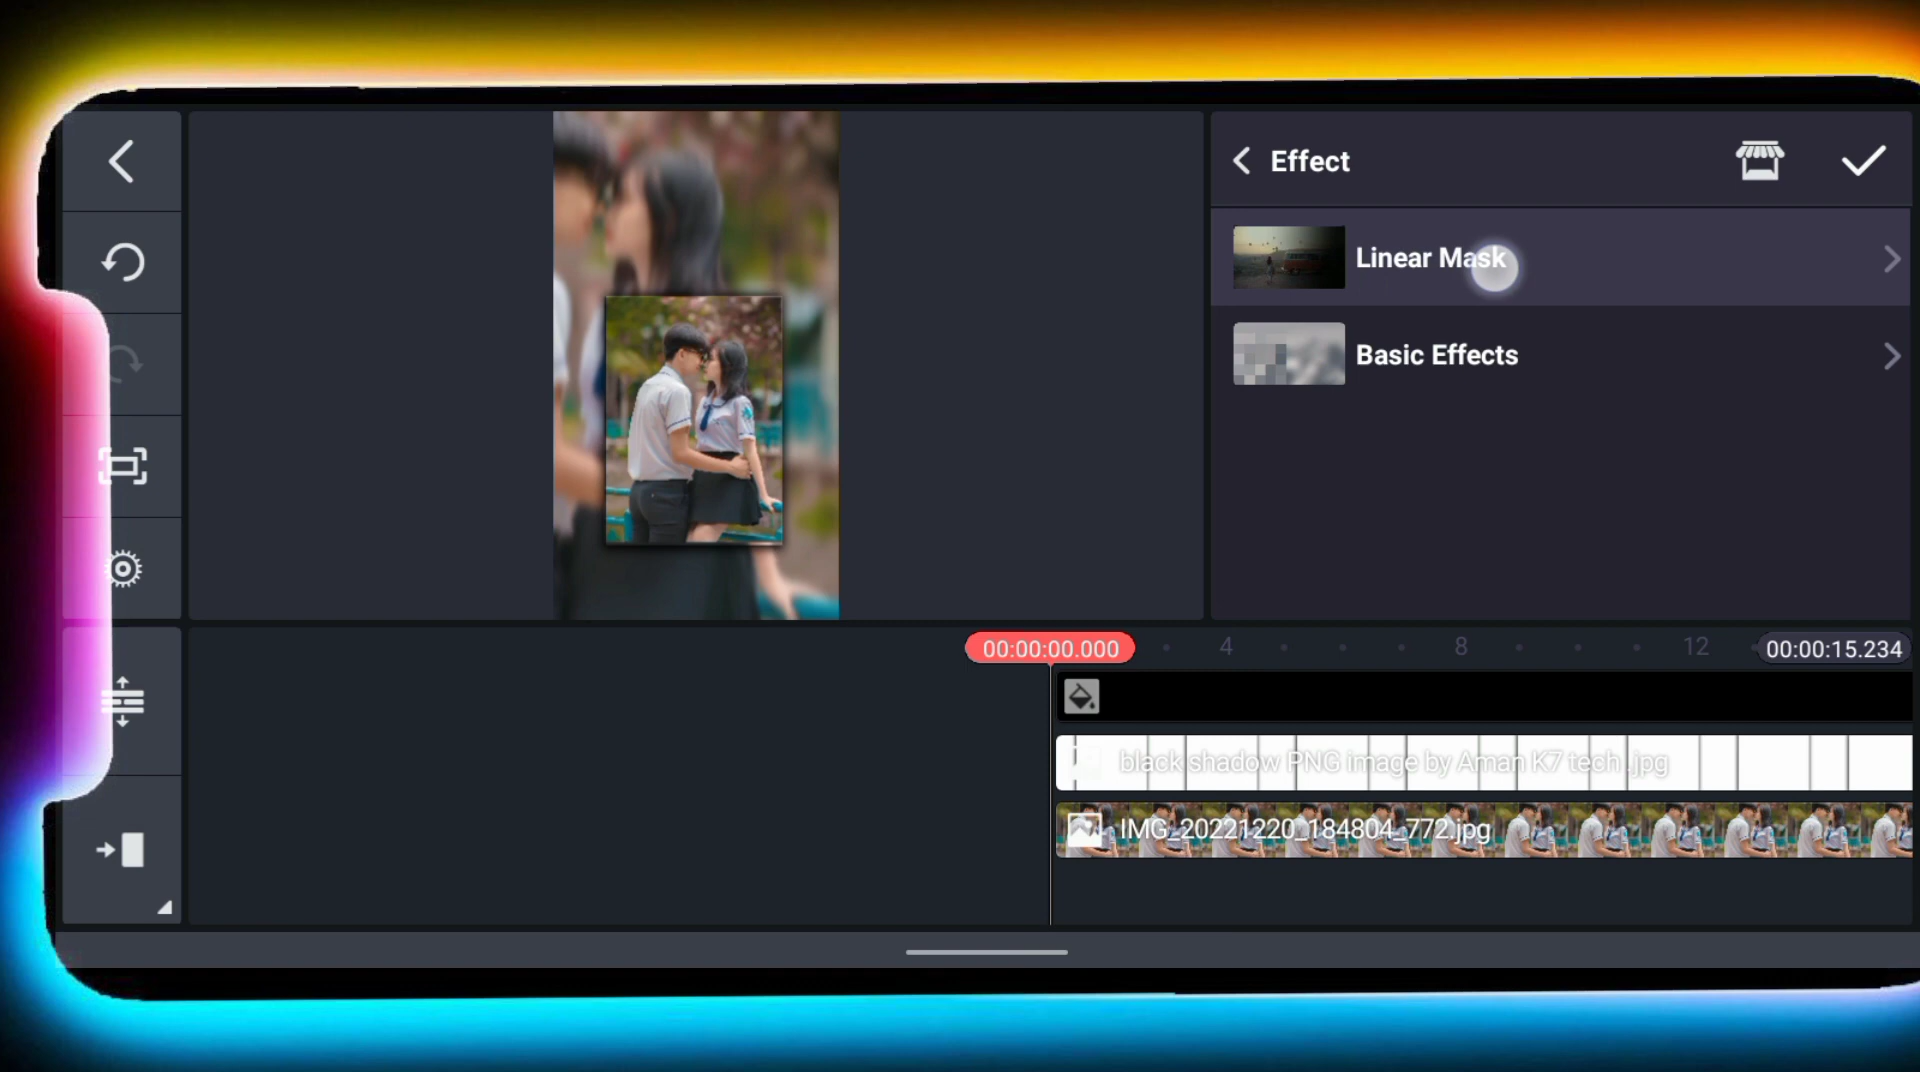 Effect
Linear Mask
Basic Effects
00:00:00.000
4
8
12
00:00:15.234
black shadow PNG image by Aman K7 tech .jpg
IMG_20221220_184804_772.jpg